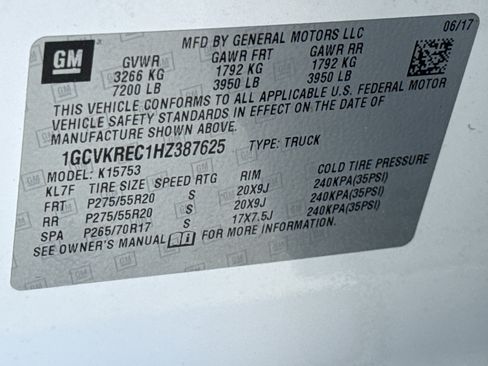 GM
MFD BY GENERAL MOTORS LLC
06/17
GVWR GAWR FRT GAWR RR
3266 KG 1792 KG 1792 KG
7200 LB 3950 LB 3950 LB
THIS VEHICLE CONFORMS TO ALL APPLICABLE U.S. FEDERAL MOTOR
VEHICLE SAFETY STANDARDS IN EFFECT ON THE DATE OF
MANUFACTURE SHOWN ABOVE.
1GCVKREC1HZ387625 TYPE: TRUCK
MODEL: K15753
KL7F TIRE SIZE SPEED RTG RIM COLD TIRE PRESSURE
FRT P275/55R20 S 20X9J 240KPA(35PSI)
RR P275/55R20 S 20X9J 240KPA(35PSI)
SPA P265/70R17 S 17X7.5J 240KPA(35PSI)
SEE OWNER'S MANUAL